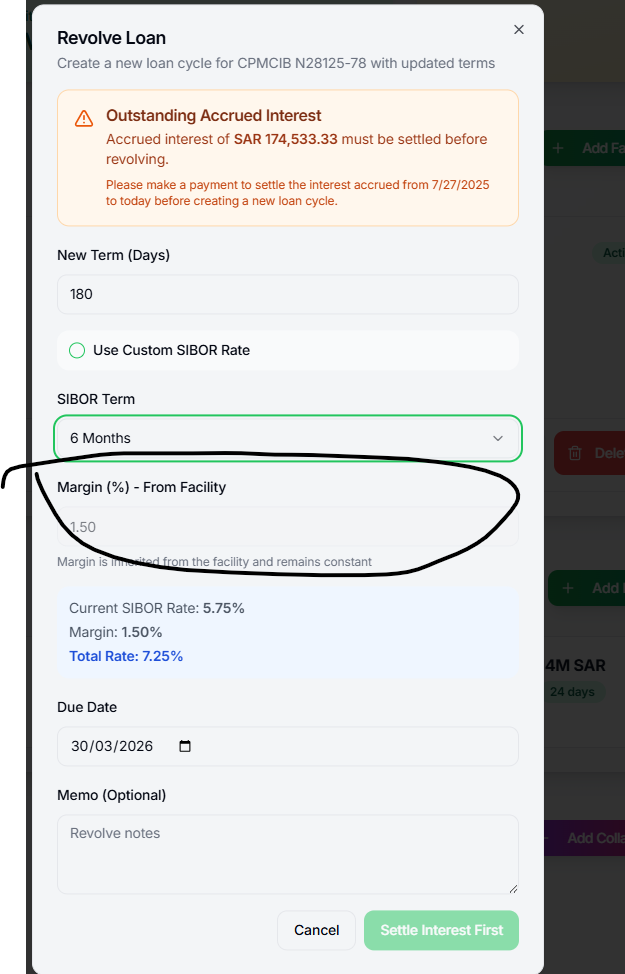 Revolve Loan
Create a new loan cycle for CPMCIB N28125-78 with updated terms
Outstanding Accrued Interest
Accrued interest of SAR 174,533.33 must be settled before
revolving.
Please make a payment to settle the interest accrued from 7/27/2025
to today before creating a new loan cycle.
+ Add Fa
Acti
New Term (Days)
180
Use Custom SIBOR Rate
SIBOR Term
6 Months
Dele
Margin (%) - From Facility
1.50
Margin is inherited from the facility and remains constant
+ Add
Current SIBOR Rate: 5.75%
Margin: 1.50%
Total Rate: 7.25%
4M SAR
24 days
Due Date
30/03/2026
Memo (Optional)
Revolve notes
Add Colla
Cancel
Settle Interest First